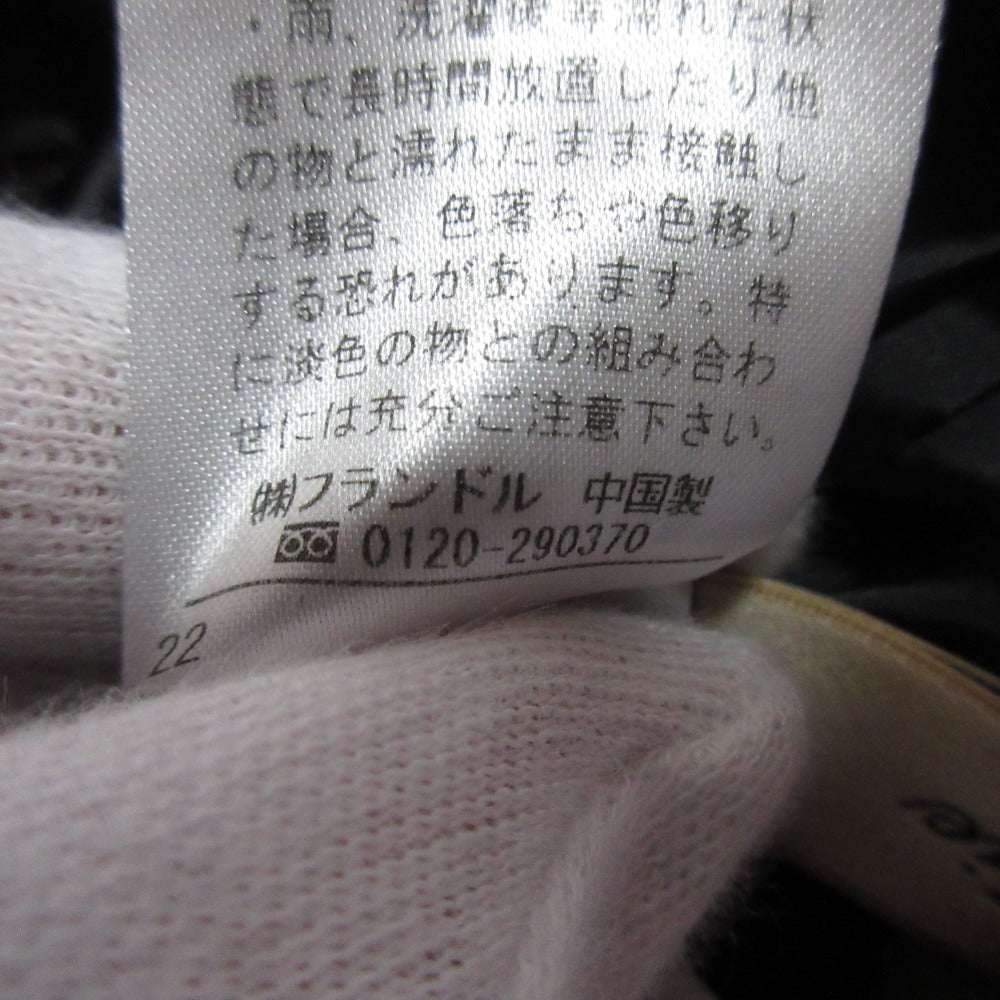 ・雨、洗濯後等濡れた状
態で長時間放置したり他
の物と濡れたまま接触し
た場合、色落ちや色移り
する恐れがあります。特
に淡色の物との組み合わ
せには充分ご注意下さい。
㈱フランドル 中国製
0120-290370
22